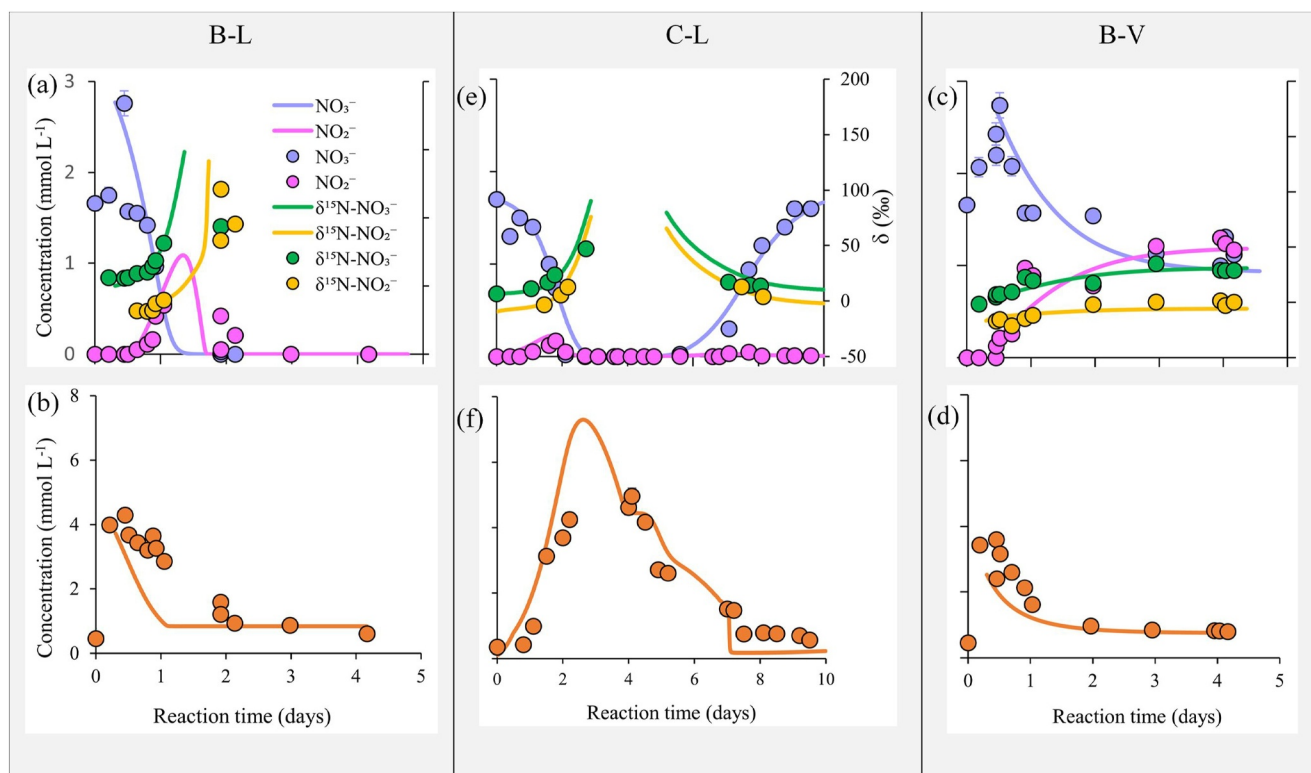 B-L
C-L
B-V
(a)
Concentration (mmol L⁻¹)
3
2
1
0
NO₃⁻
NO₂⁻
NO₃⁻
NO₂⁻
δ¹⁵N-NO₃⁻
δ¹⁵N-NO₂⁻
δ¹⁵N-NO₃⁻
δ¹⁵N-NO₂⁻
(e)
200
150
100
50
0
-50
δ (‰)
(c)
(b)
Concentration (mmol L⁻¹)
8
6
4
2
0
0 1 2 3 4 5
Reaction time (days)
(f)
0 2 4 6 8 10
Reaction time (days)
(d)
0 1 2 3 4 5
Reaction time (days)